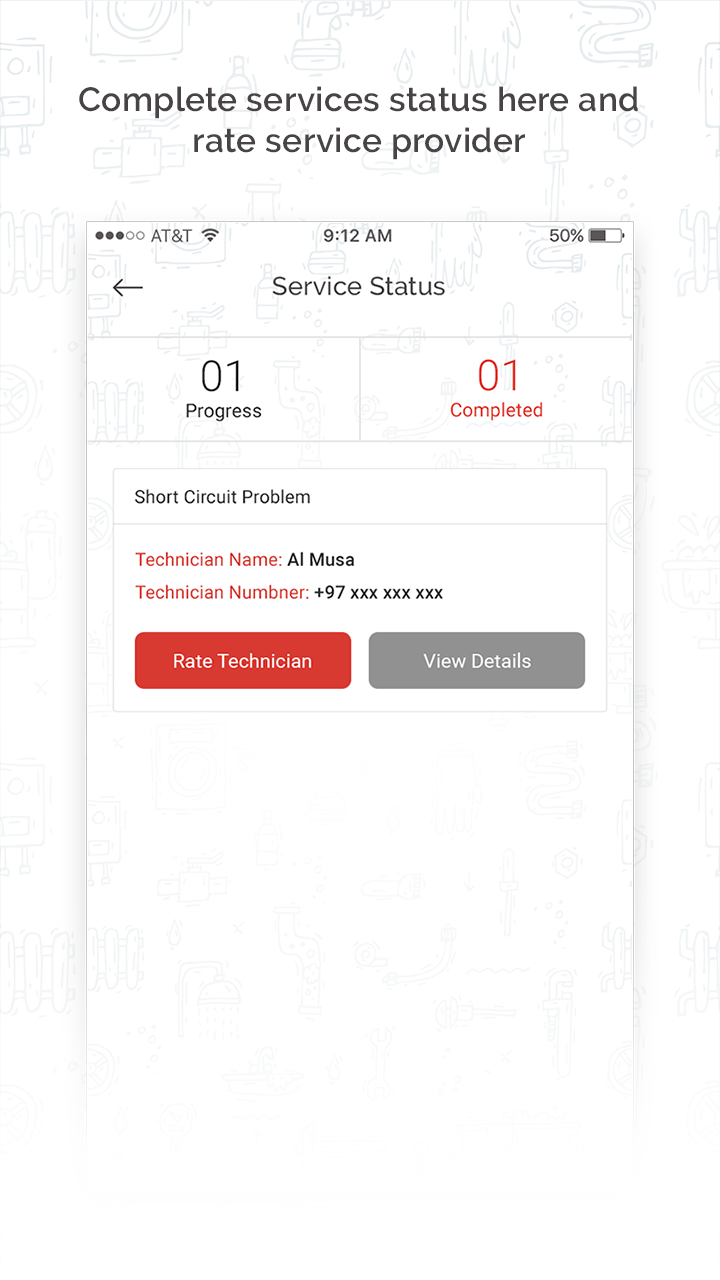 Complete services status here and
rate service provider
AT&T 9:12 AM 50%
Service Status
01 01
Progress Completed
Short Circuit Problem
Technician Name: Al Musa
Technician Numbner: +97 xxx xxx xxx
Rate Technician View Details